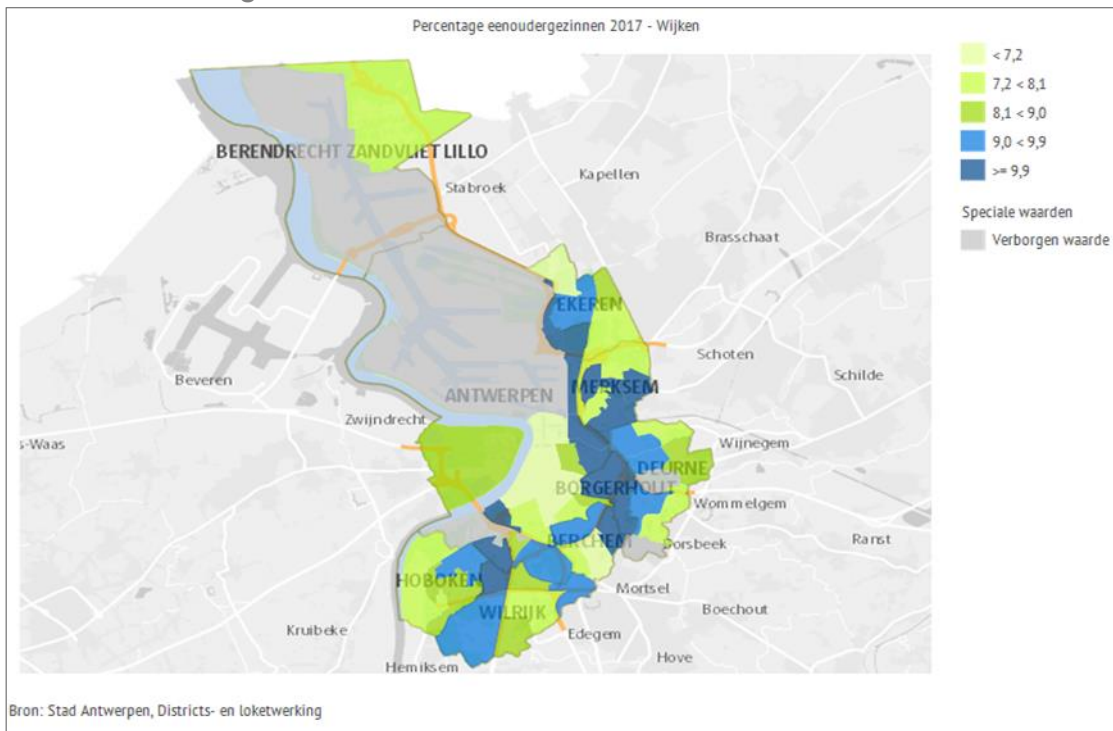 Percentage eenoudergezinnen 2017 - Wijken
< 7,2
7,2 < 8,1
8,1 < 9,0
9,0 < 9,9
>= 9,9
Speciale waarden
Verborgen waarde
BERENDRECHT ZANDVLIET LILLO
Stabroek
Kapellen
Brasschaat
EKEREN
Schoten
Schilde
Beveren
MERKSEM
ANTWERPEN
Zwijndrecht
s-Waas
Wijnegem
DEURNE
BORGERHOUT
Wommelgem
Ranst
BERCHEM
Borsbeek
HOBOKEN
Mortsel
Boechout
WILRIJK
Kruibeke
Edegem
Hove
Hemiksem
Bron: Stad Antwerpen, Districts- en loketwerking